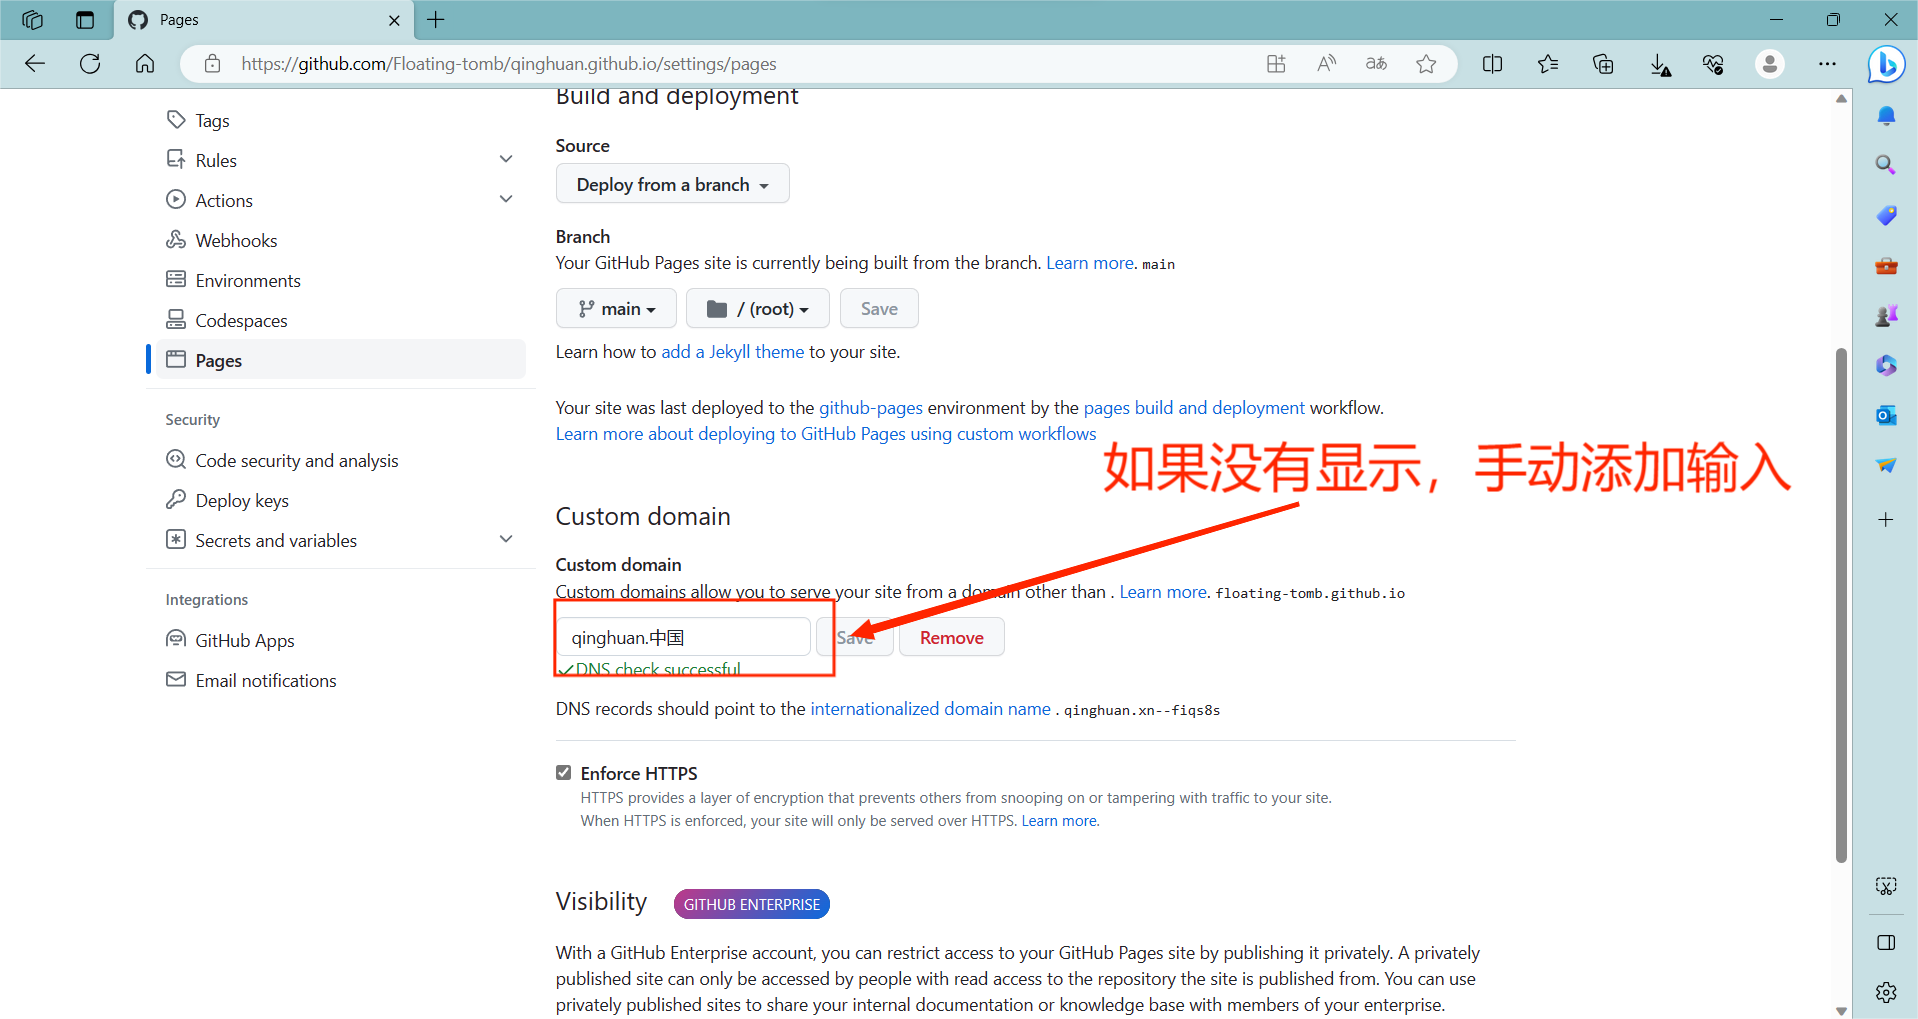 Pages
https://github.com/Floating-tomb/qinghuan.github.io/settings/pages
Tags
Rules
Actions
Webhooks
Environments
Codespaces
Pages
Security
Code security and analysis
Deploy keys
Secrets and variables
Integrations
GitHub Apps
Email notifications
Build and deployment
Source
Deploy from a branch
Branch
Your GitHub Pages site is currently being built from the branch. Learn more. main
main
/ (root)
Save
Learn how to add a Jekyll theme to your site.
Your site was last deployed to the github-pages environment by the pages build and deployment workflow.
Learn more about deploying to GitHub Pages using custom workflows
如果没有显示，手动添加输入
Custom domain
Custom domain
Custom domains allow you to serve your site from a domain other than . Learn more. floating-tomb.github.io
qinghuan.中国
Save
Remove
DNS check successful
DNS records should point to the internationalized domain name . qinghuan.xn--fiqs8s
Enforce HTTPS
HTTPS provides a layer of encryption that prevents others from snooping on or tampering with traffic to your site.
When HTTPS is enforced, your site will only be served over HTTPS. Learn more.
Visibility
GITHUB ENTERPRISE
With a GitHub Enterprise account, you can restrict access to your GitHub Pages site by publishing it privately. A privately
published site can only be accessed by people with read access to the repository the site is published from. You can use
privately published sites to share your internal documentation or knowledge base with members of your enterprise.